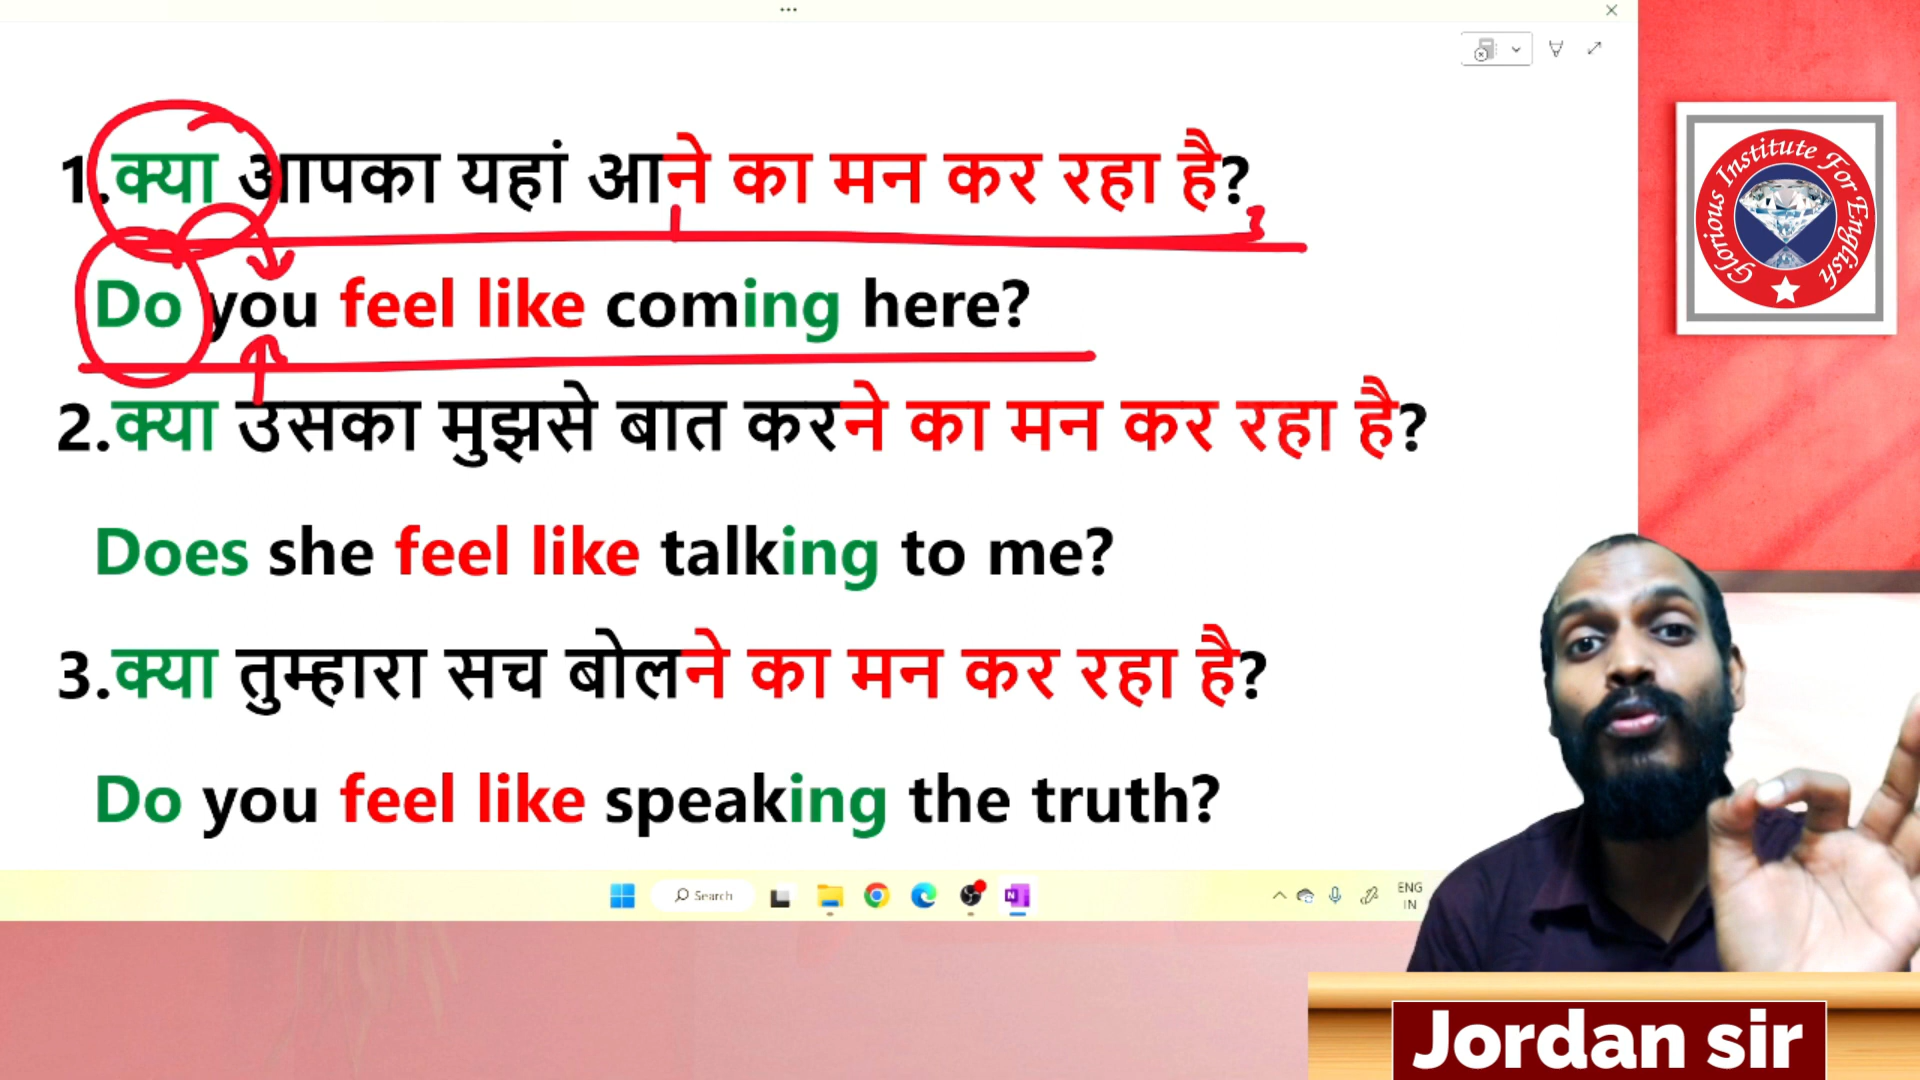 1.क्या आपका यहां आने का मन कर रहा है?
Do you feel like coming here?
2.क्या उसका मुझसे बात करने का मन कर रहा है?
Does she feel like talking to me?
3.क्या तुम्हारा सच बोलने का मन कर रहा है?
Do you feel like speaking the truth?
Glorious Institute For English
Search
ENG
IN
Jordan sir